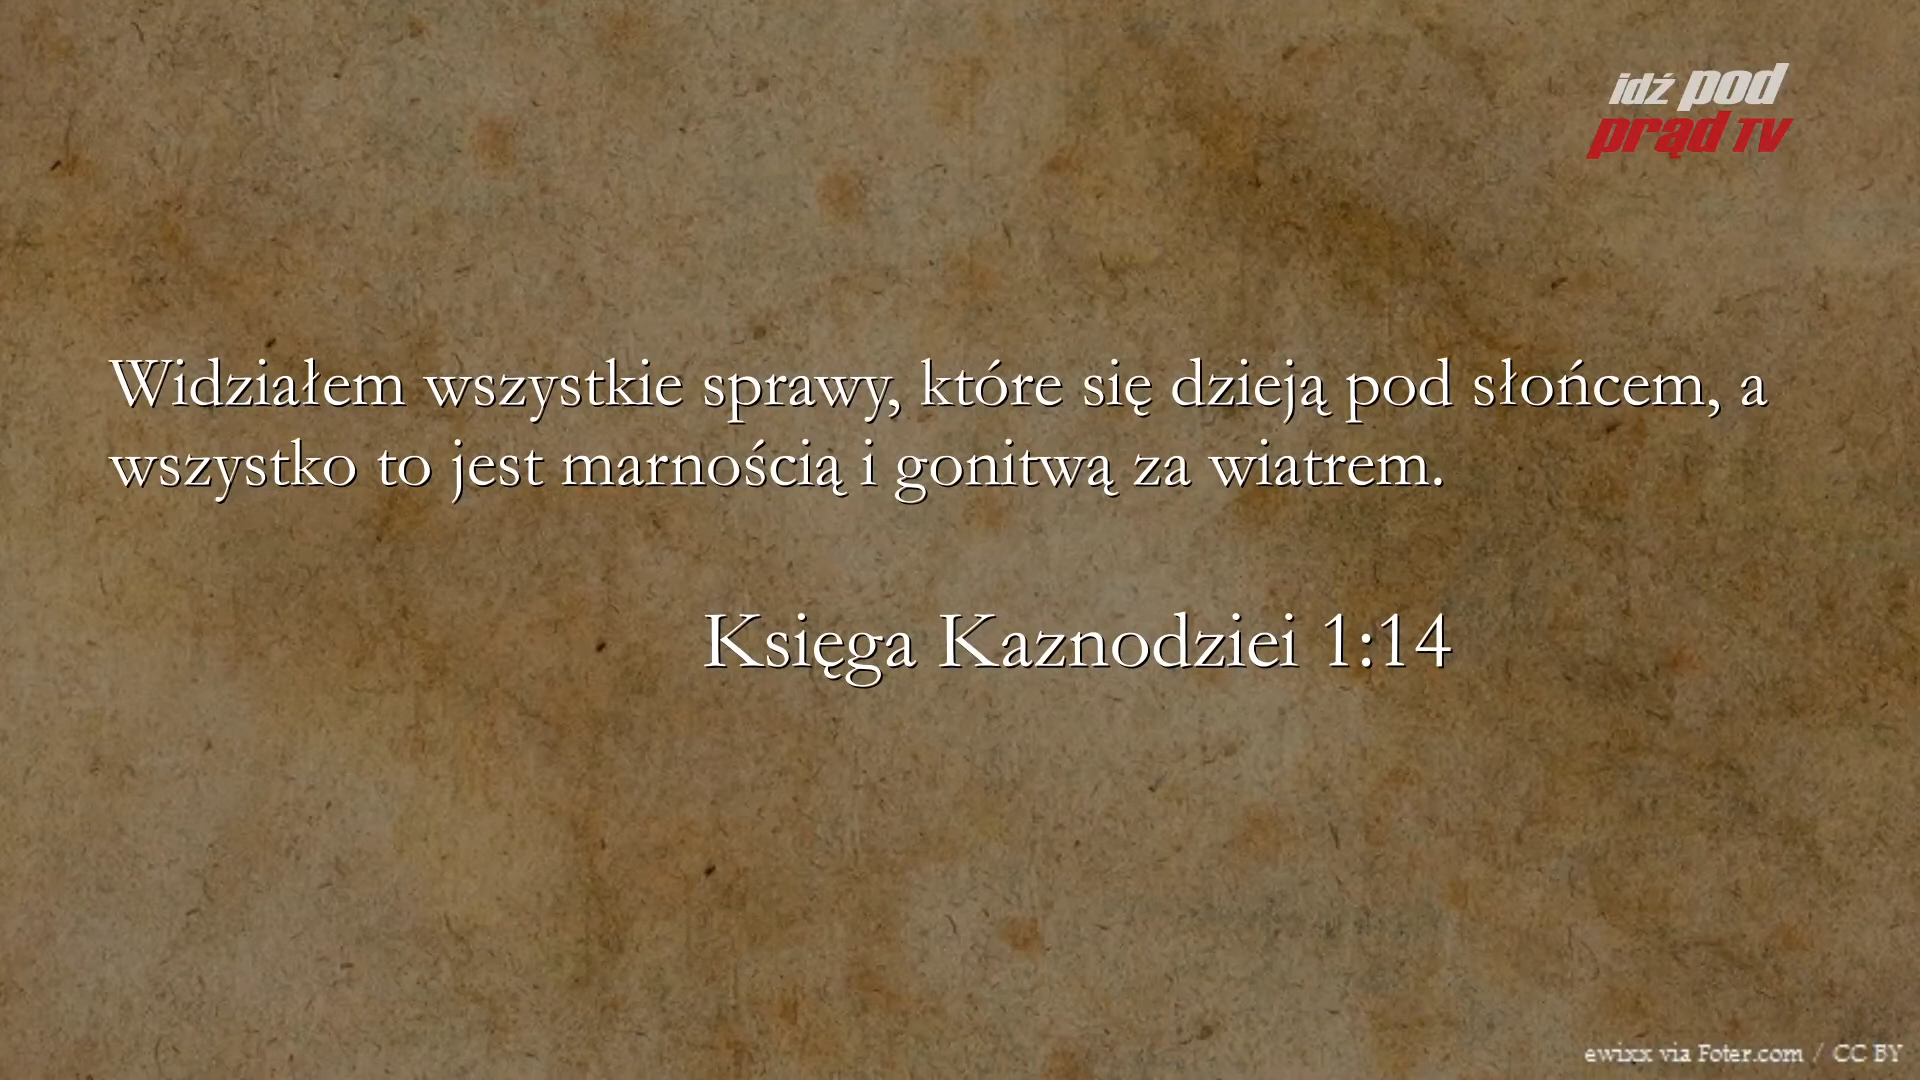 idź pod
prąd TV
Widziałem wszystkie sprawy, które się dzieją pod słońcem, a
wszystko to jest marnością i gonitwą za wiatrem.
Księga Kaznodziei 1:14
ewixx via Foter.com / CC BY